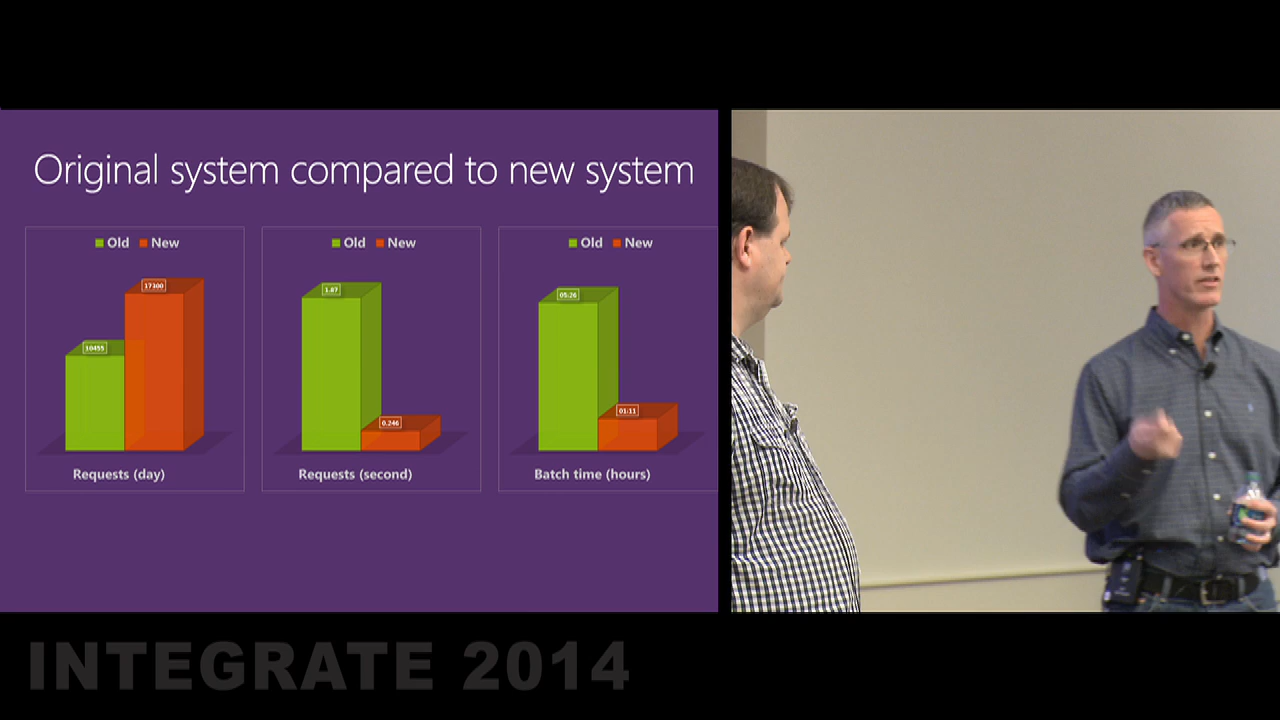 Original system compared to new system
Old New
17300
10455
Requests (day)
Old New
1.87
0.246
Requests (second)
Old New
05:26
01:11
Batch time (hours)
INTEGRATE 2014